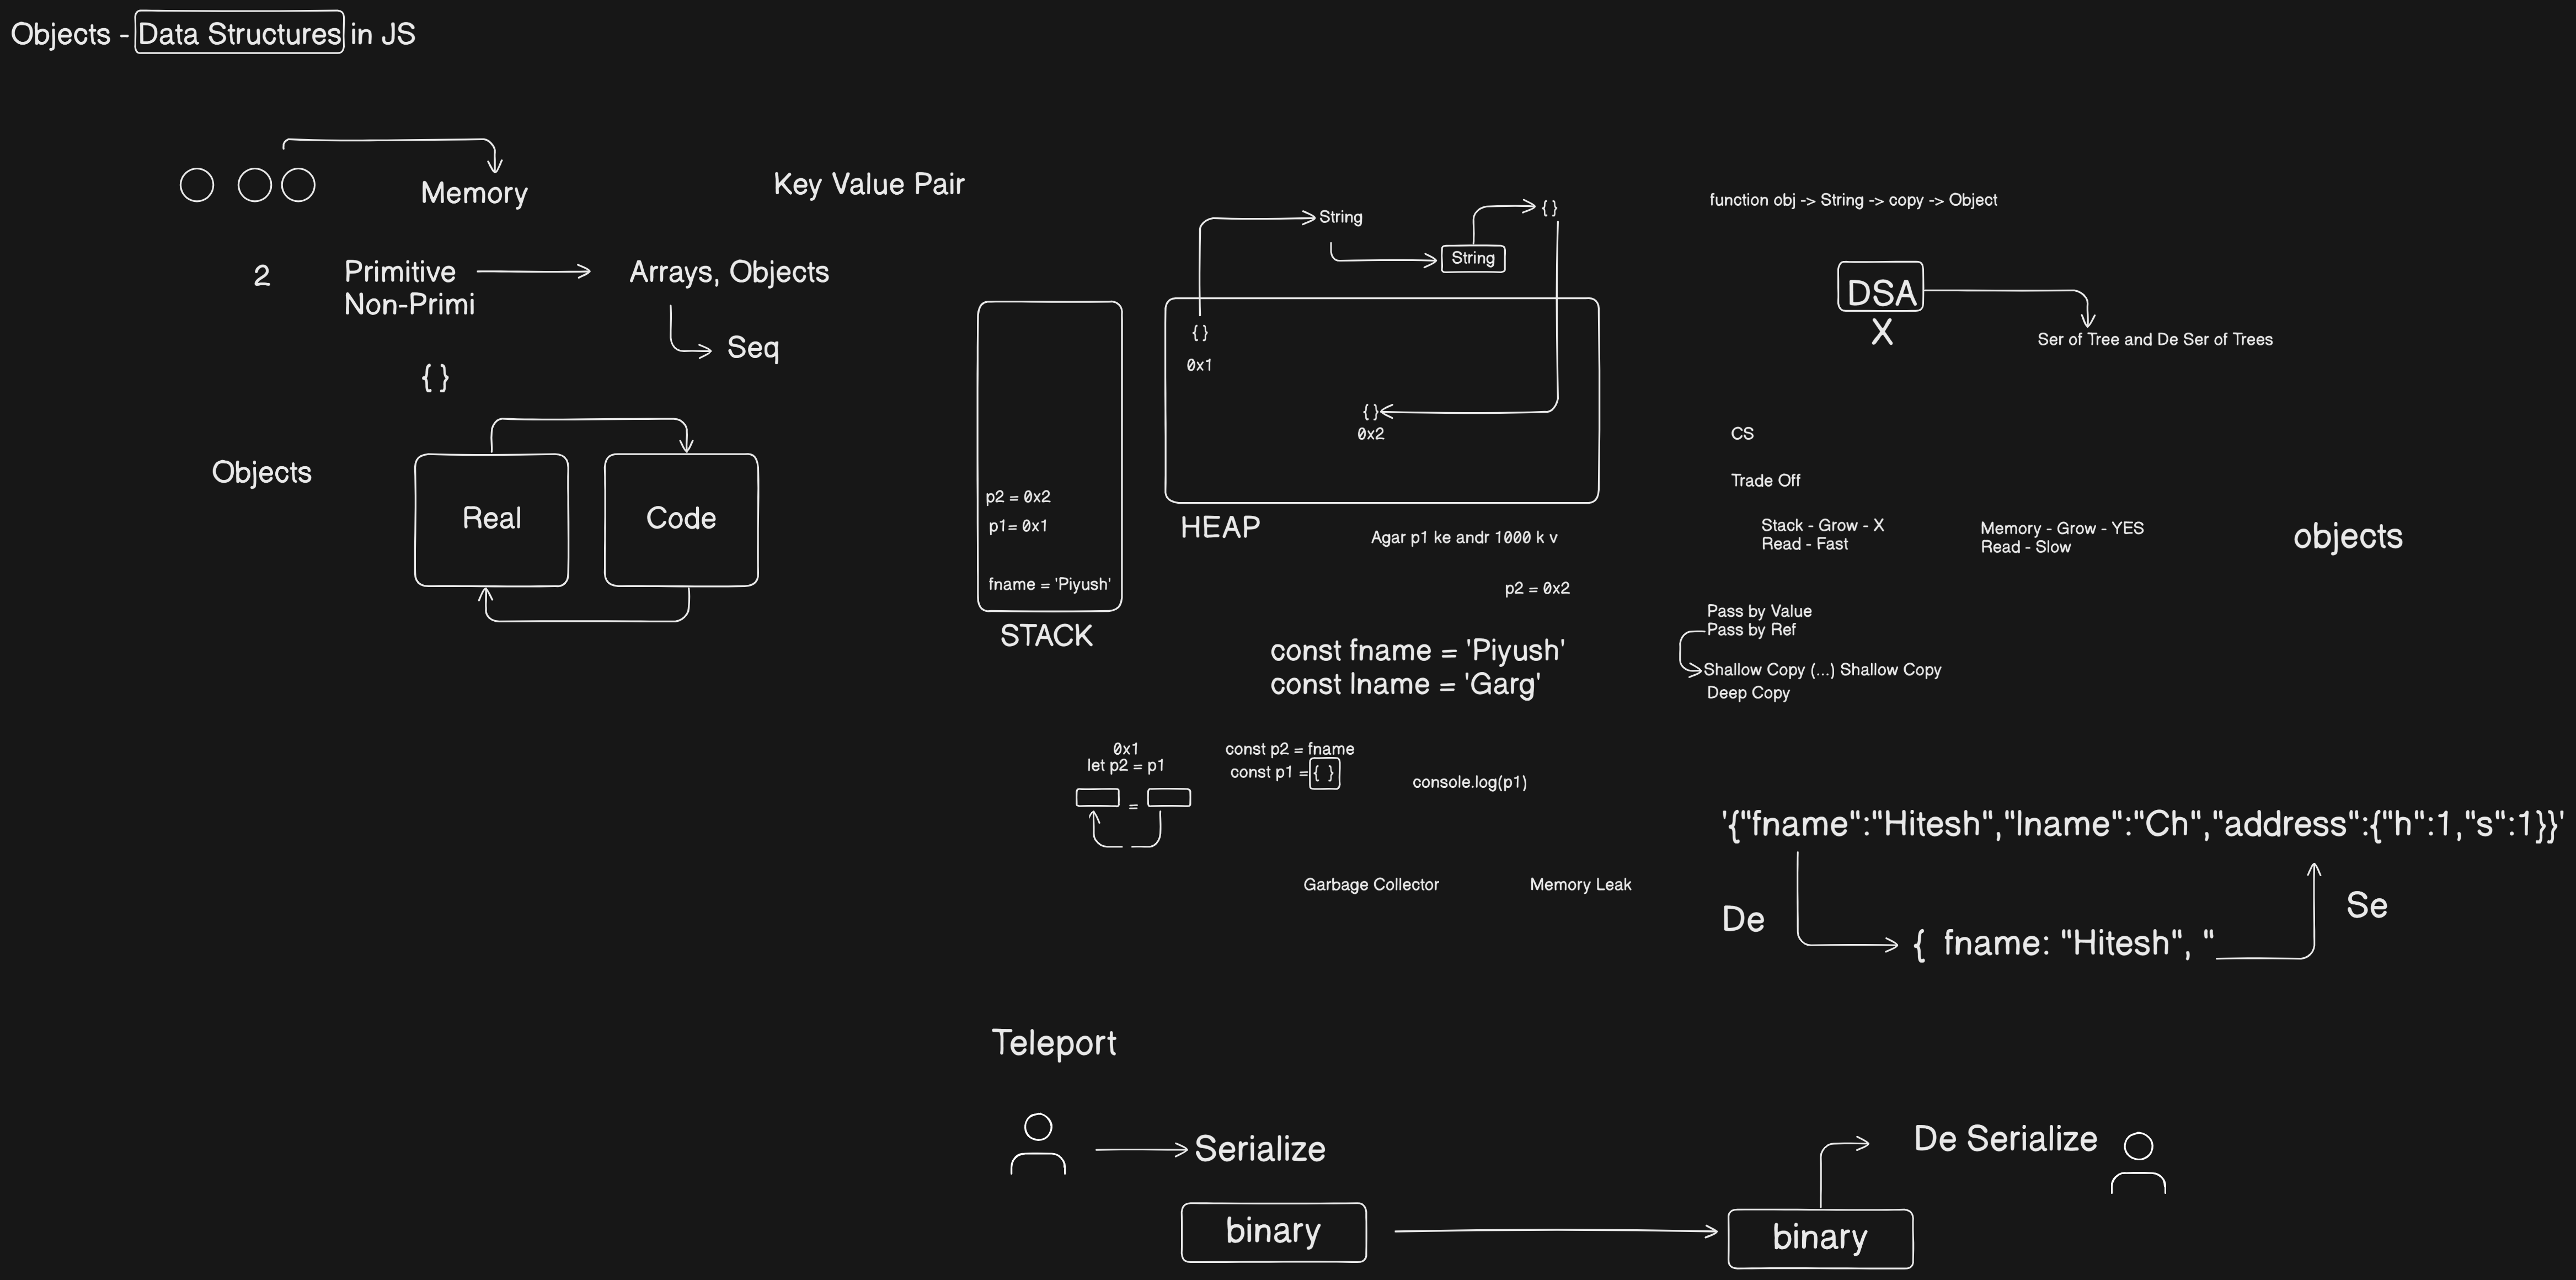 Objects - Data Structures in JS
Memory
Key Value Pair
2
Primitive
Non-Primi
Arrays, Objects
Seq
{ }
Objects
Real
Code
String
String
{ }
{ }
0x1
{ }
0x2
HEAP
p2 = 0x2
p1= 0x1
fname = 'Piyush'
STACK
Agar p1 ke andr 1000 k v
p2 = 0x2
const fname = 'Piyush'
const lname = 'Garg'
0x1
let p2 = p1
=
const p2 = fname
const p1 = { }
console.log(p1)
Garbage Collector
Memory Leak
function obj -> String -> copy -> Object
DSA
X
Ser of Tree and De Ser of Trees
CS
Trade Off
Stack - Grow - X
Read - Fast
Memory - Grow - YES
Read - Slow
objects
Pass by Value
Pass by Ref
Shallow Copy (...) Shallow Copy
Deep Copy
'{"fname":"Hitesh","lname":"Ch","address":{"h":1,"s":1}}'
De
Se
{ fname: "Hitesh", "
Teleport
Serialize
De Serialize
binary
binary